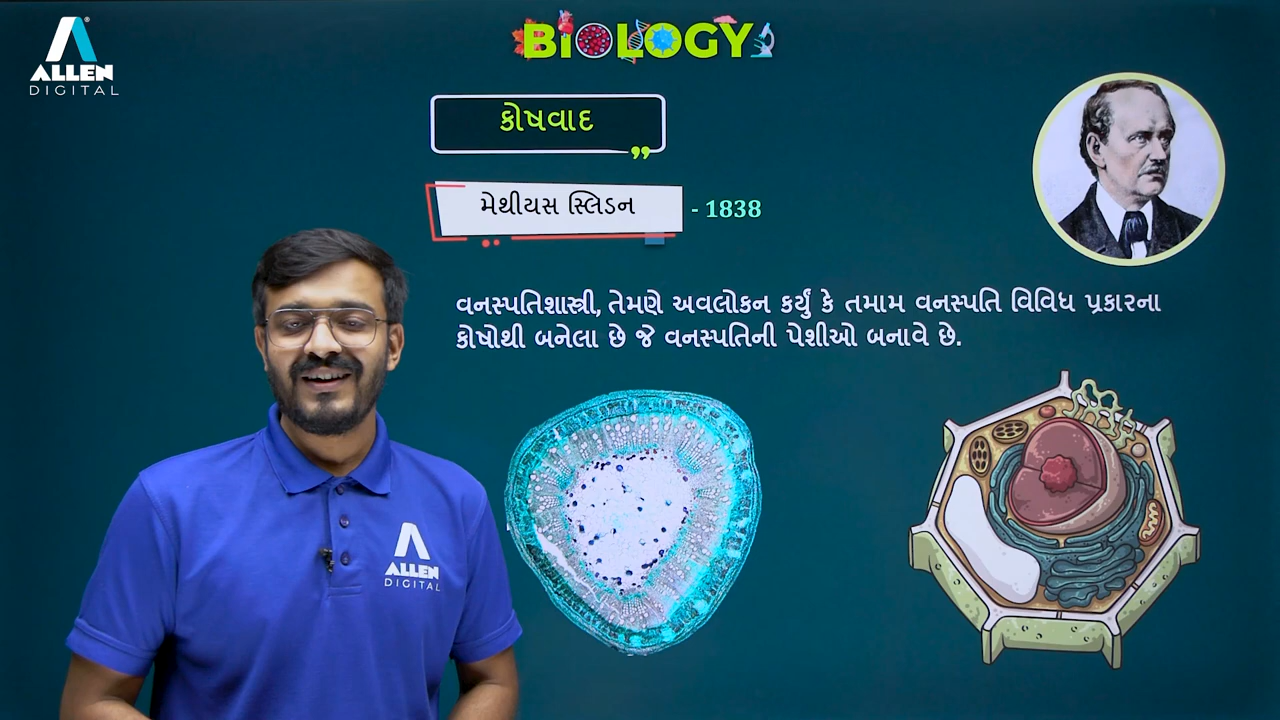 ALLEN
DIGITAL
BIOLOGY
કોષવાદ
મેથીયસ સ્લિડન - 1838
વનસ્પતિશાસ્ત્રી, તેમણે અવલોકન કર્યું કે તમામ વનસ્પતિ વિવિધ પ્રકારના
કોષોથી બનેલા છે જે વનસ્પતિની પેશીઓ બનાવે છે.
ALLEN
DIGITAL